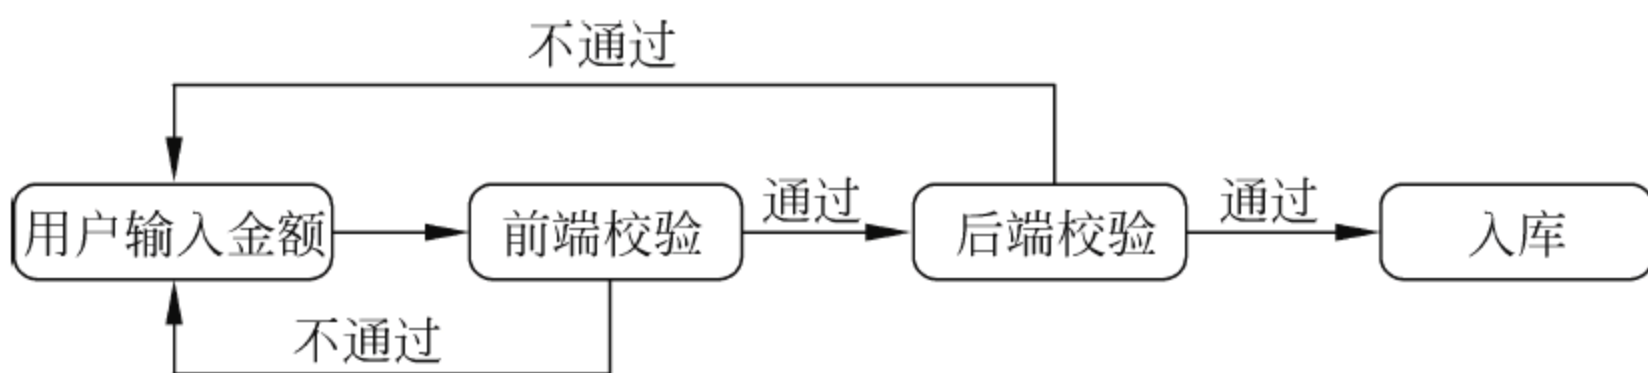 不通过
用户输入金额
前端校验
通过
后端校验
通过
入库
不通过